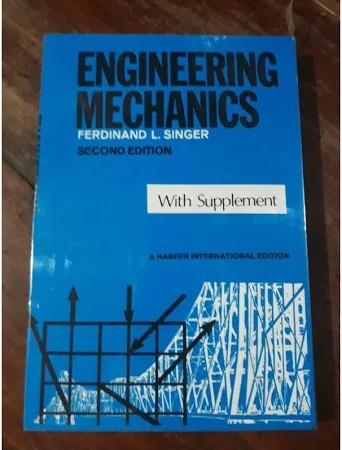 ENGINEERING
MECHANICS
FERDINAND L. SINGER
SECOND EDITION
With Supplement
A HARPER INTERNATIONAL EDITION